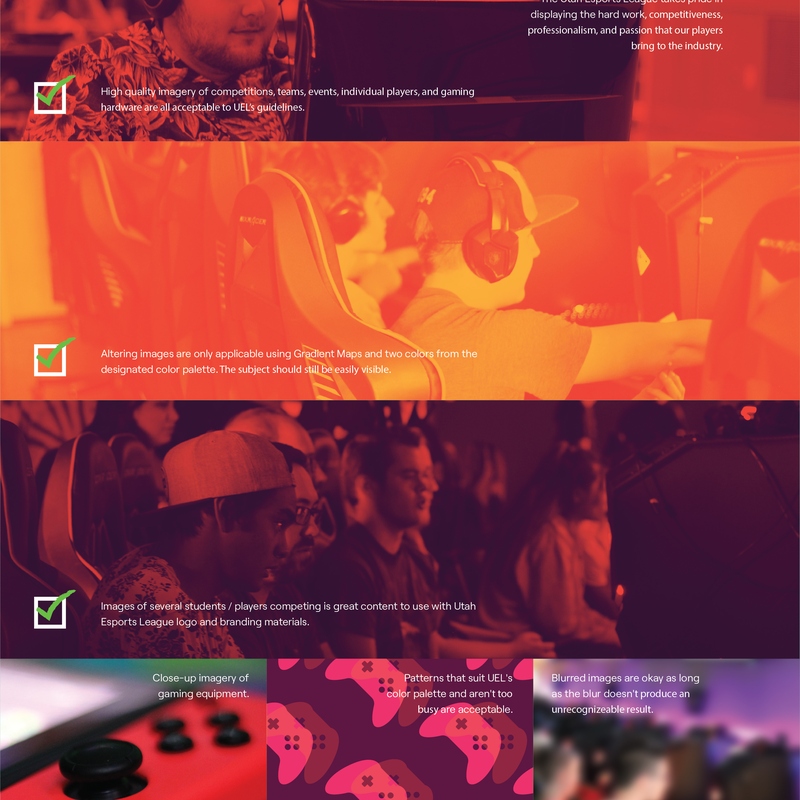 The Utah Esports League takes pride in
displaying the hard work, competitiveness,
professionalism, and passion that our players
bring to the industry.
High quality imagery of competitions, teams, events, individual players, and gaming
hardware are all acceptable to UEL's guidelines.
Altering images are only applicable using Gradient Maps and two colors from the
designated color palette. The subject should still be easily visible.
Images of several students / players competing is great content to use with Utah
Esports League logo and branding materials.
Close-up imagery of
gaming equipment.
Patterns that suit UEL's
color palette and aren't too
busy are acceptable.
Blurred images are okay as long
as the blur doesn't produce an
unrecognizeable result.